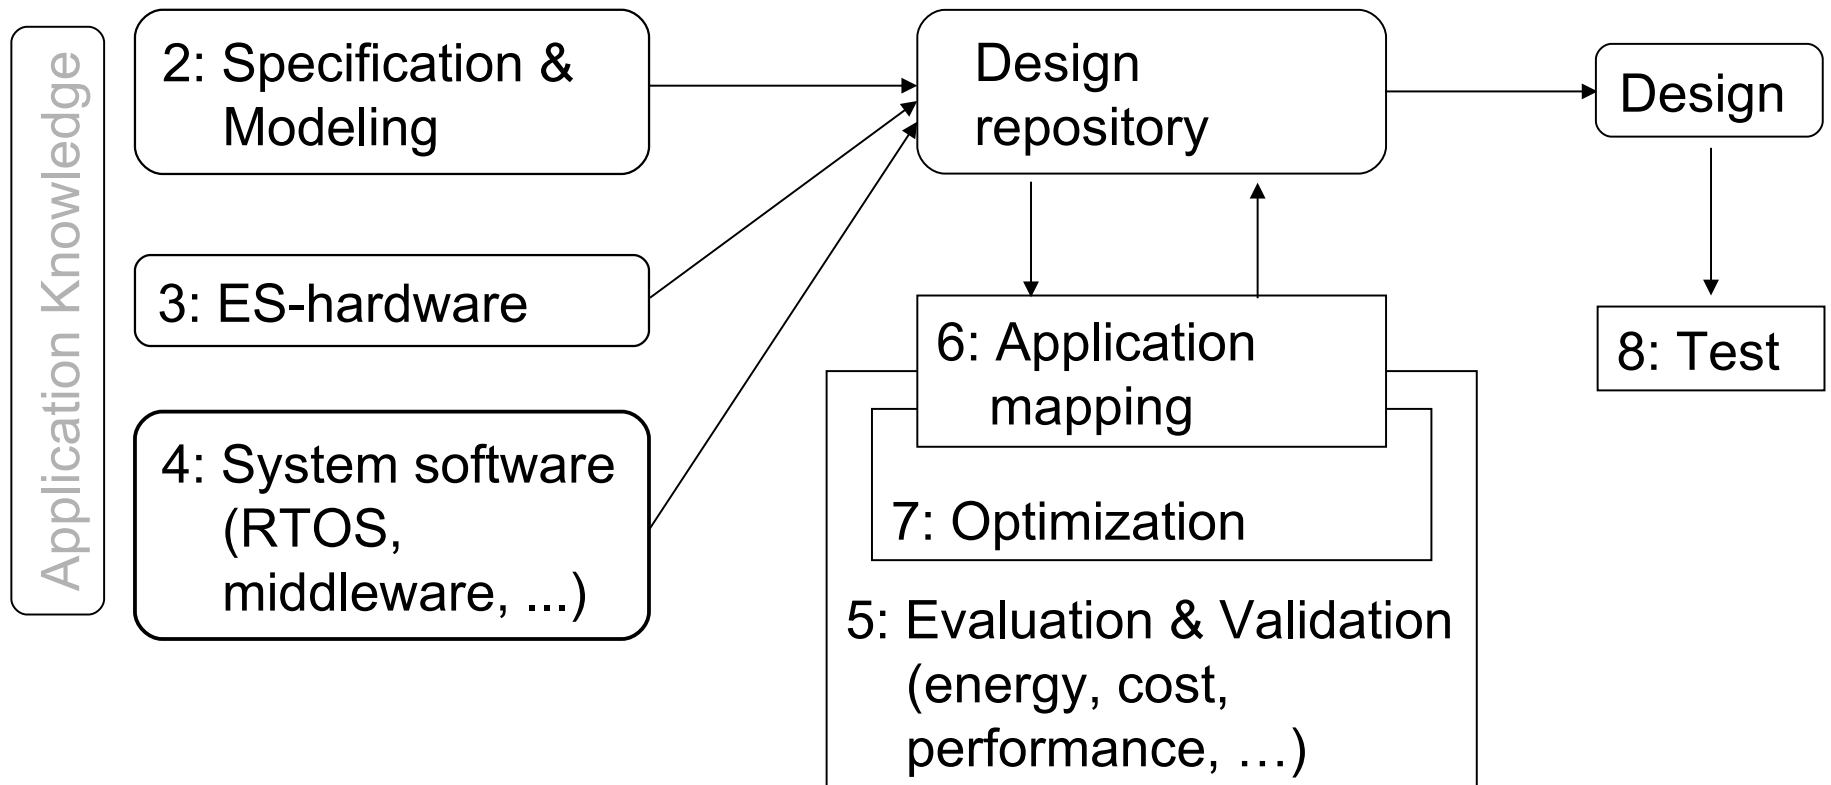 Application Knowledge
2: Specification &
Modeling
3: ES-hardware
4: System software
(RTOS,
middleware, ...)
Design
repository
6: Application
mapping
7: Optimization
5: Evaluation & Validation
(energy, cost,
performance, …)
Design
8: Test